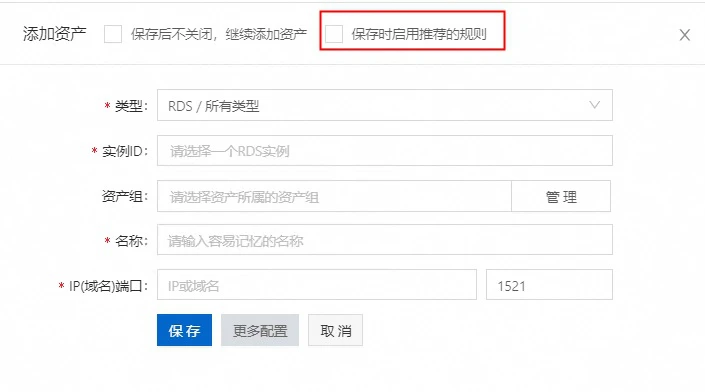 添加资产 保存后不关闭，继续添加资产 保存时启用推荐的规则
* 类型： RDS / 所有类型
* 实例ID： 请选择一个RDS实例
资产组： 请选择资产所属的资产组 管 理
* 名称： 请输入容易记忆的名称
* IP(域名)端口： IP或域名 1521
保 存 更多配置 取 消